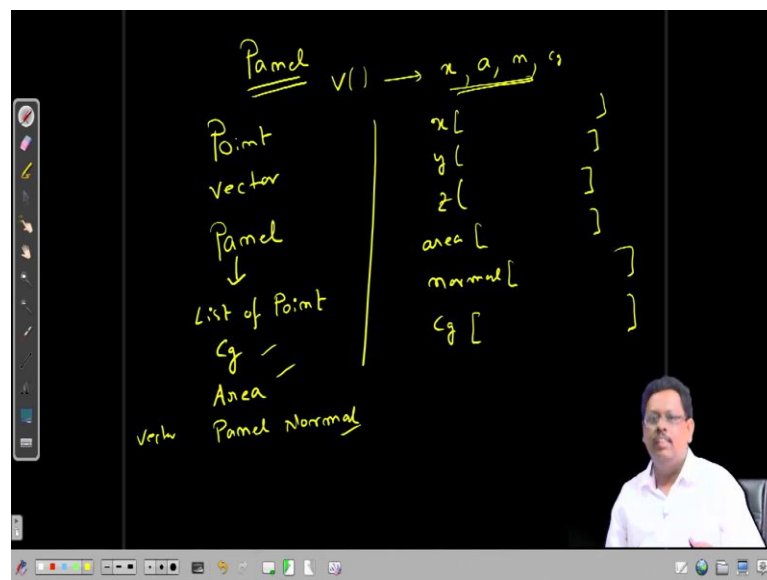 Panel V() → x, a, n, cg
Point
vector
Panel
↓
List of Point
Cg
Area
vector Panel Normal
x[ ]
y[ ]
z[ ]
area[ ]
normal[ ]
Cg[ ]